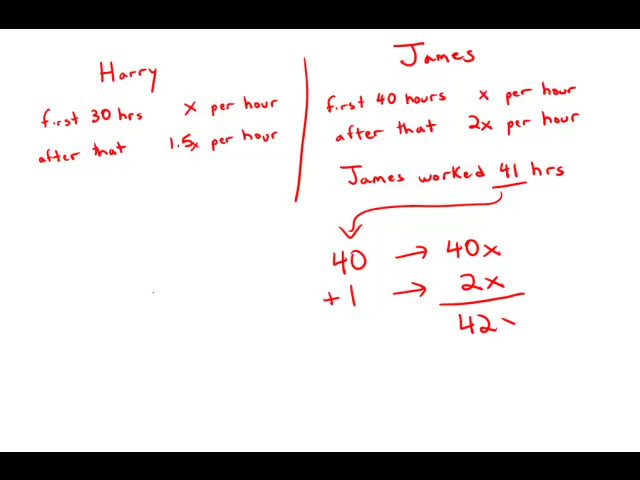 Harry
first 30 hrs x per hour
after that 1.5x per hour
James
first 40 hours x per hour
after that 2x per hour
James worked 41 hrs
40 → 40x
+1 → 2x
42